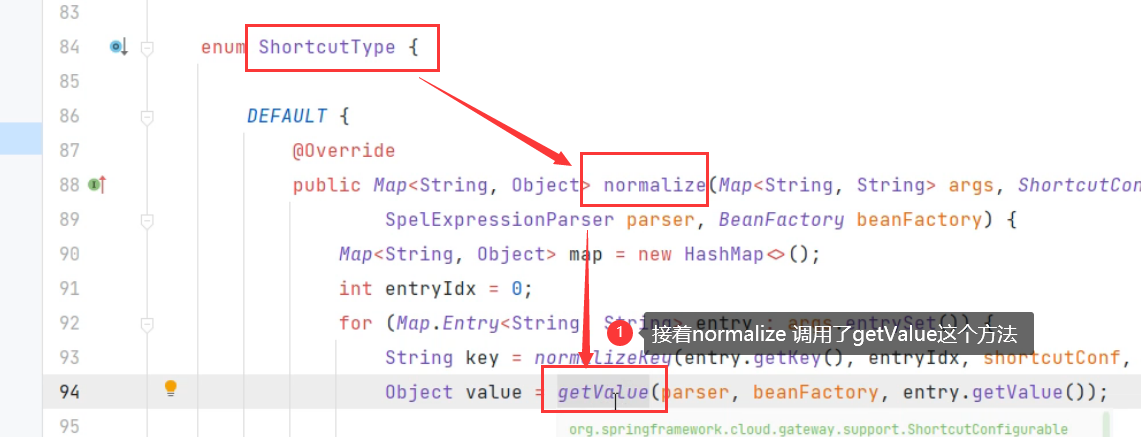 83
84 enum ShortcutType {
85
86 DEFAULT {
87 @Override
88 public Map<String, Object> normalize(Map<String, String> args, ShortcutCon
89 SpelExpressionParser parser, BeanFactory beanFactory) {
90 Map<String, Object> map = new HashMap<>();
91 int entryIdx = 0;
92 for (Map.Entry<String, String> entry : args.entrySet()) {
1 接着normalize 调用了getValue这个方法
93 String key = normalizeKey(entry.getKey(), entryIdx, shortcutConf,
94 Object value = getValue(parser, beanFactory, entry.getValue());
95 org.springframework.cloud.gateway.support.ShortcutConfigurable